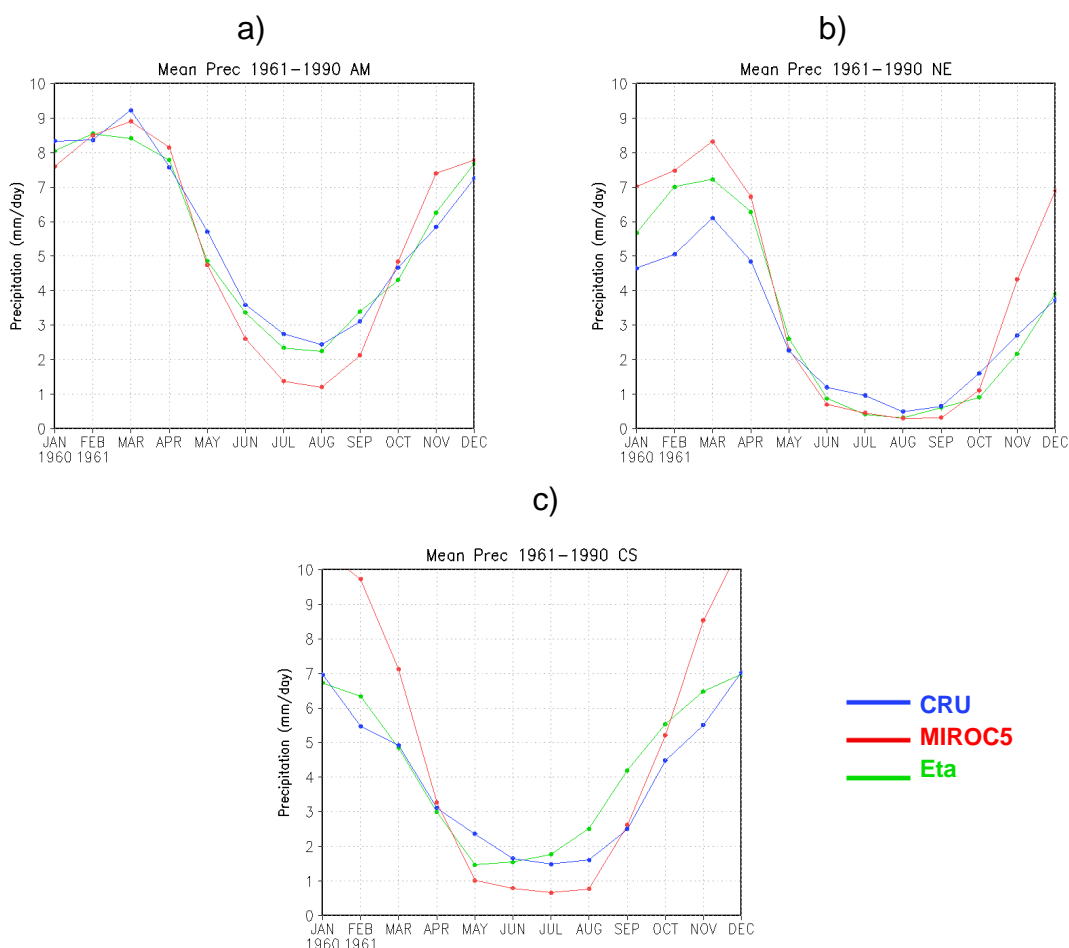 a)
Mean Prec 1961-1990 AM
Precipitation (mm/day)
10
9
8
7
6
5
4
3
2
1
0
JAN FEB MAR APR MAY JUN JUL AUG SEP OCT NOV DEC
1960 1961
b)
Mean Prec 1961-1990 NE
Precipitation (mm/day)
10
9
8
7
6
5
4
3
2
1
0
JAN FEB MAR APR MAY JUN JUL AUG SEP OCT NOV DEC
1960 1961
c)
Mean Prec 1961-1990 CS
Precipitation (mm/day)
10
9
8
7
6
5
4
3
2
1
0
JAN FEB MAR APR MAY JUN JUL AUG SEP OCT NOV DEC
1960 1961
CRU
MIROC5
Eta